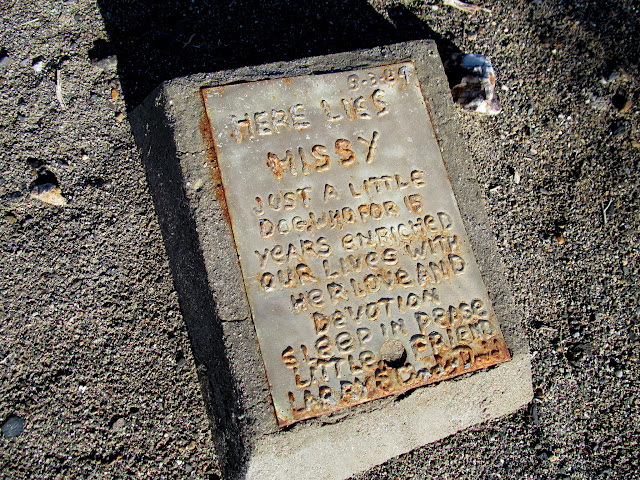 HERE LIES
MISSY
JUST A LITTLE
DOG.WHO FOR 15
YEARS ENRICHED
OUR LIVES WITH
HER LOVE AND
DEVOTION
SLEEP IN PEASE
LITTLE FRIEND
LARRY &